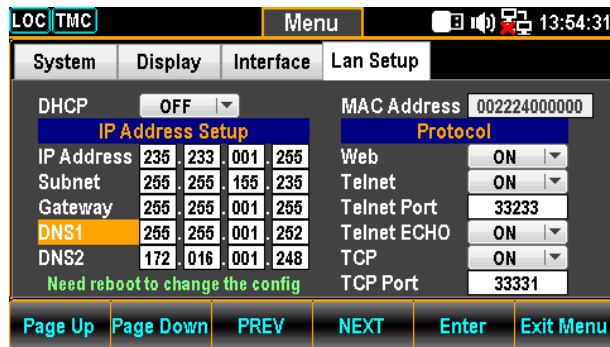 LOC TMC Menu 13:54:31
System Display Interface Lan Setup
DHCP OFF MAC Address 002224000000
IP Address Setup Protocol
IP Address 235 . 233 . 001 . 255 Web ON
Subnet 255 . 255 . 155 . 235 Telnet ON
Gateway 255 . 255 . 001 . 255 Telnet Port 33233
DNS1 255 . 255 . 001 . 252 Telnet ECHO ON
DNS2 172 . 016 . 001 . 248 TCP ON
Need reboot to change the config TCP Port 33331
Page Up Page Down PREV NEXT Enter Exit Menu